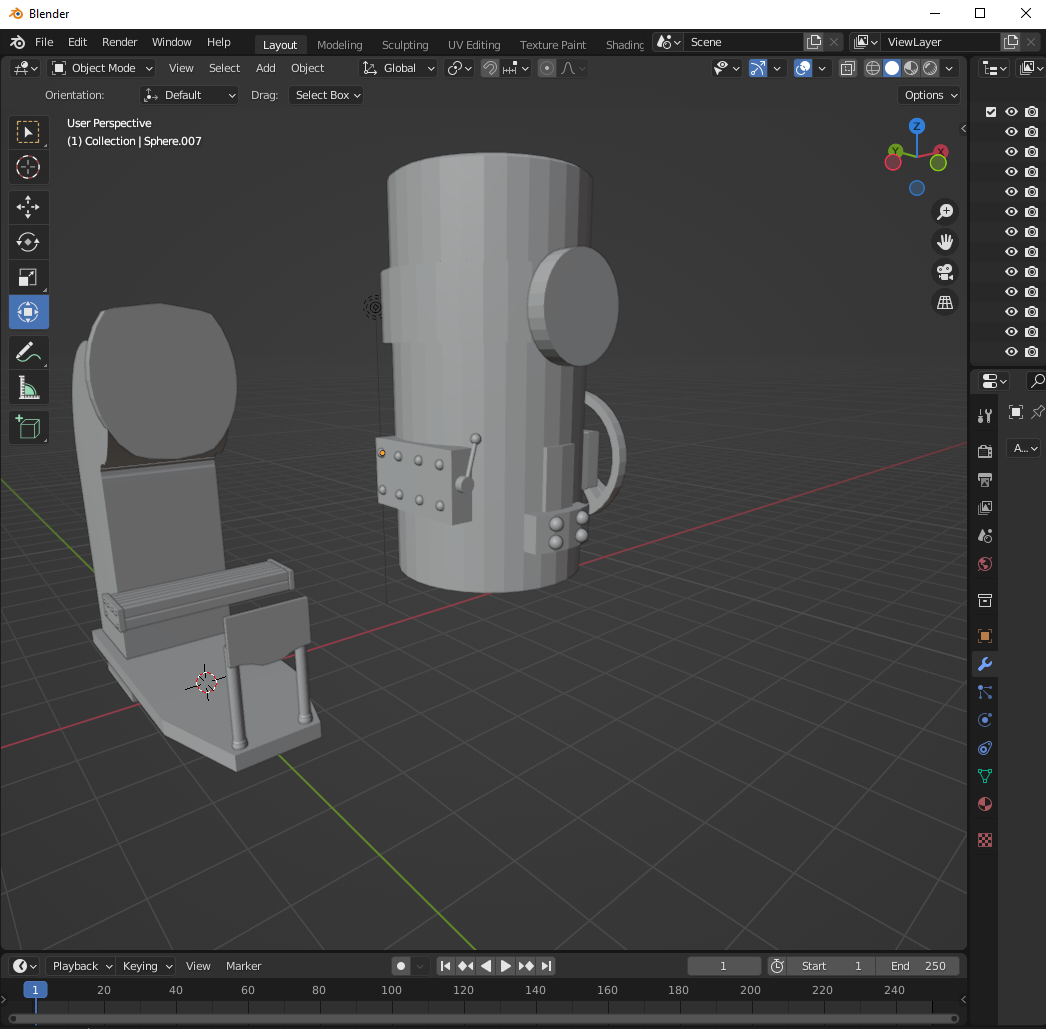 Blender
File Edit Render Window Help Layout Modeling Sculpting UV Editing Texture Paint Shading Scene ViewLayer
Object Mode View Select Add Object Global
Orientation: Default Drag: Select Box Options
User Perspective
(1) Collection | Sphere.007
Z
Y X
A...
Playback Keying View Marker 1 Start 1 End 250
1 20 40 60 80 100 120 140 160 180 200 220 240